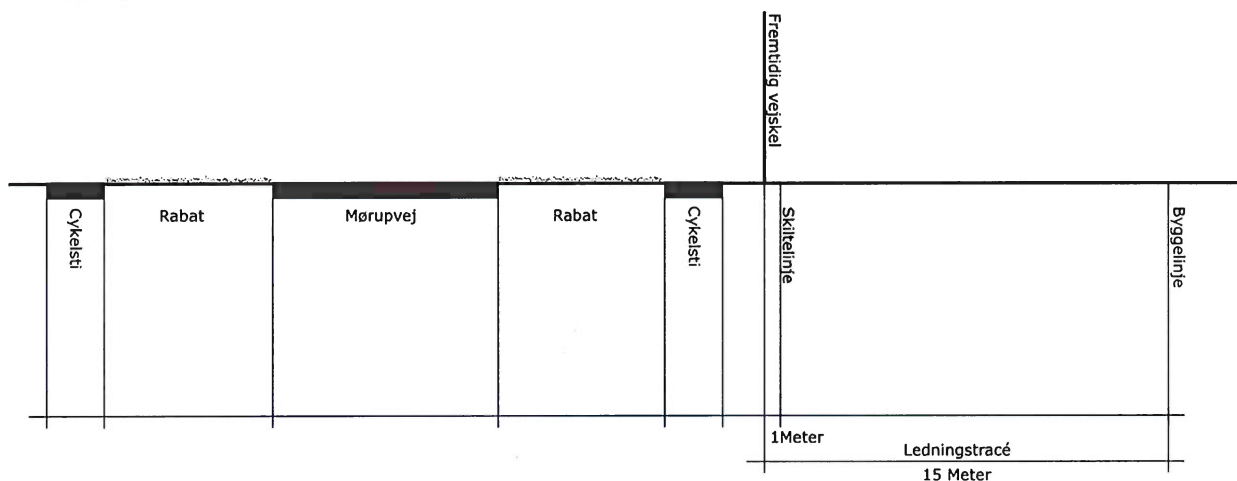 Fremtidig vejskel
Cykelsti
Rabat
Mørupvej
Rabat
Cykelsti
Skiltelinje
Byggelinje
1Meter
Ledningstracé
15 Meter